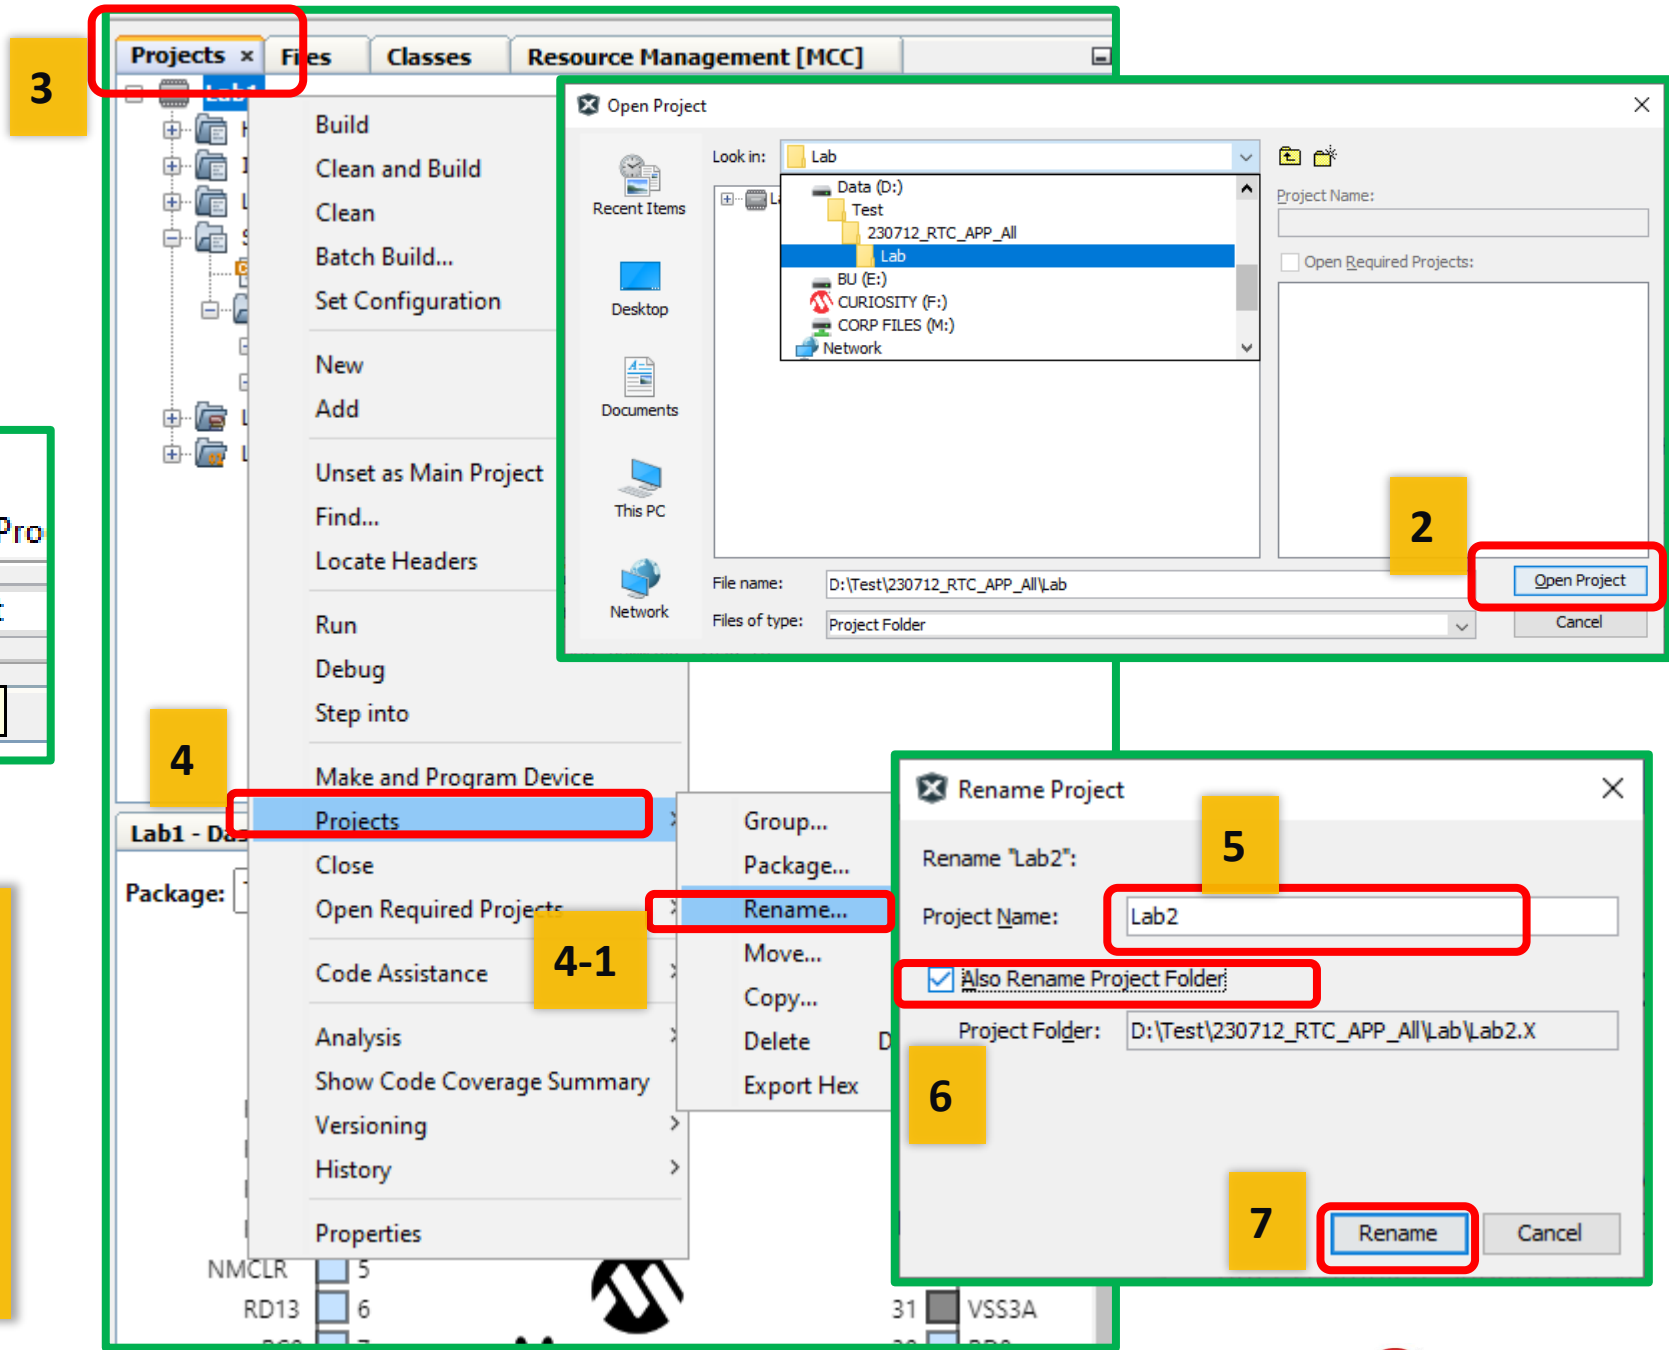 3
Projects ×
Files
Classes
Resource Management [MCC]
Lab1
Build
Clean and Build
Clean
Batch Build...
Set Configuration
New
Add
Unset as Main Project
Find...
Locate Headers
Run
Debug
Step into
Make and Program Device
4
Projects
Close
Open Required Projects
Code Assistance
Analysis
Show Code Coverage Summary
Versioning
History
Properties
Group...
Package...
4-1
Rename...
Move...
Copy...
Delete
Export Hex
Package:
NMCLR 5
RD13 6
31 VSS3A
Open Project
Look in: Lab
Recent Items
Desktop
Documents
This PC
Network
Data (D:)
Test
230712_RTC_APP_All
Lab
BU (E:)
CURIOSITY (F:)
CORP FILES (M:)
Network
Project Name:
Open Required Projects:
2
File name: D:\Test\230712_RTC_APP_All\Lab
Open Project
Files of type: Project Folder
Cancel
Rename Project
5
Rename "Lab2":
Project Name: Lab2
Also Rename Project Folder
Project Folder: D:\Test\230712_RTC_APP_All\Lab\Lab2.X
6
7
Rename
Cancel